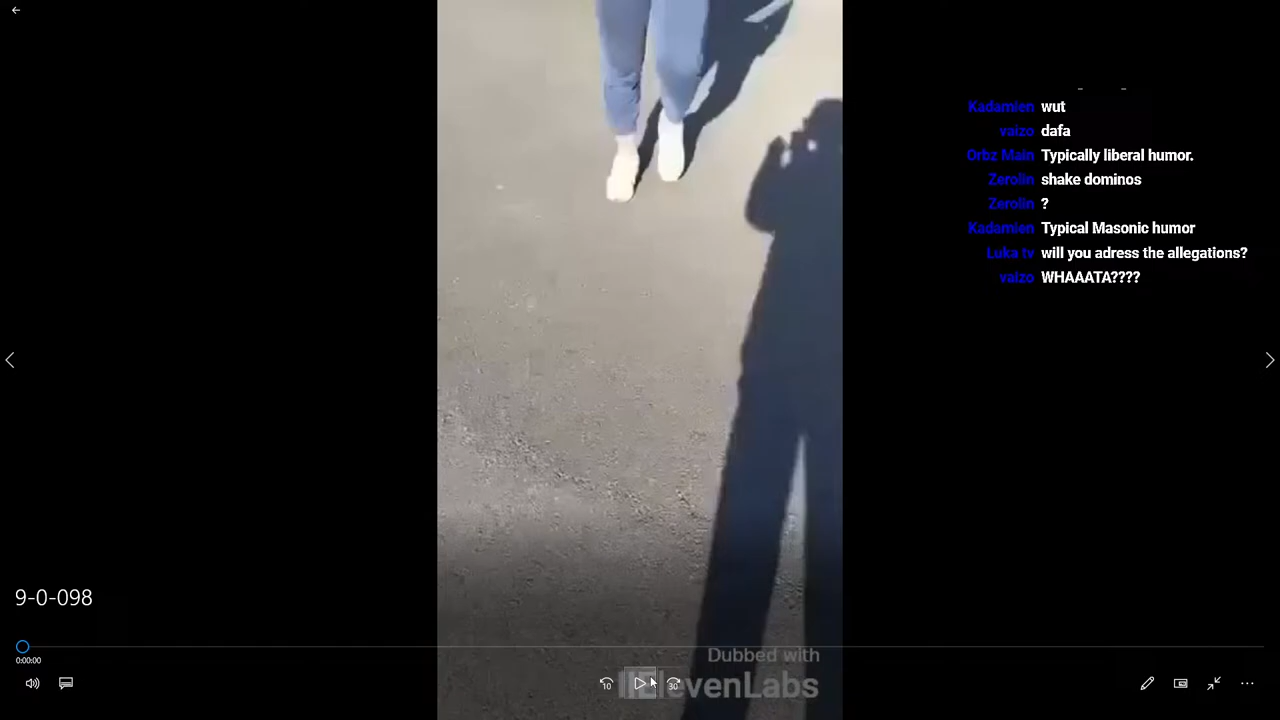 Kadamien wut
vaizo dafa
Orbz Main Typically liberal humor.
Zerolin shake dominos
Zerolin ?
Kadamien Typical Masonic humor
Luka tv will you adress the allegations?
vaizo WHAAATA????
9-0-098
0:00:00
Dubbed with
10
30
IIElevenLabs